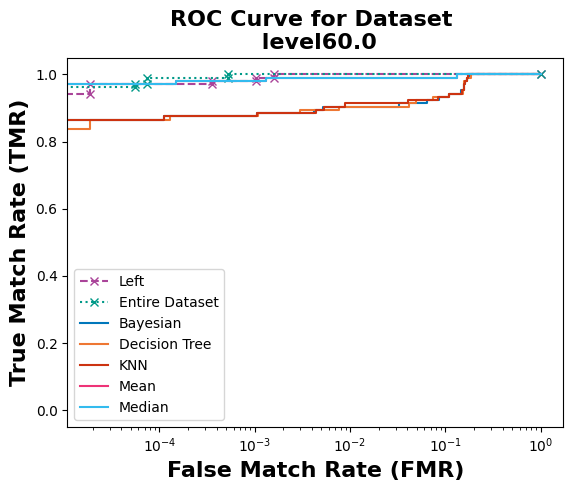 ROC Curve for Dataset
level60.0
True Match Rate (TMR)
1.0
0.8
0.6
0.4
0.2
0.0
Left
Entire Dataset
Bayesian
Decision Tree
KNN
Mean
Median
10⁻⁴
10⁻³
10⁻²
10⁻¹
10⁰
False Match Rate (FMR)